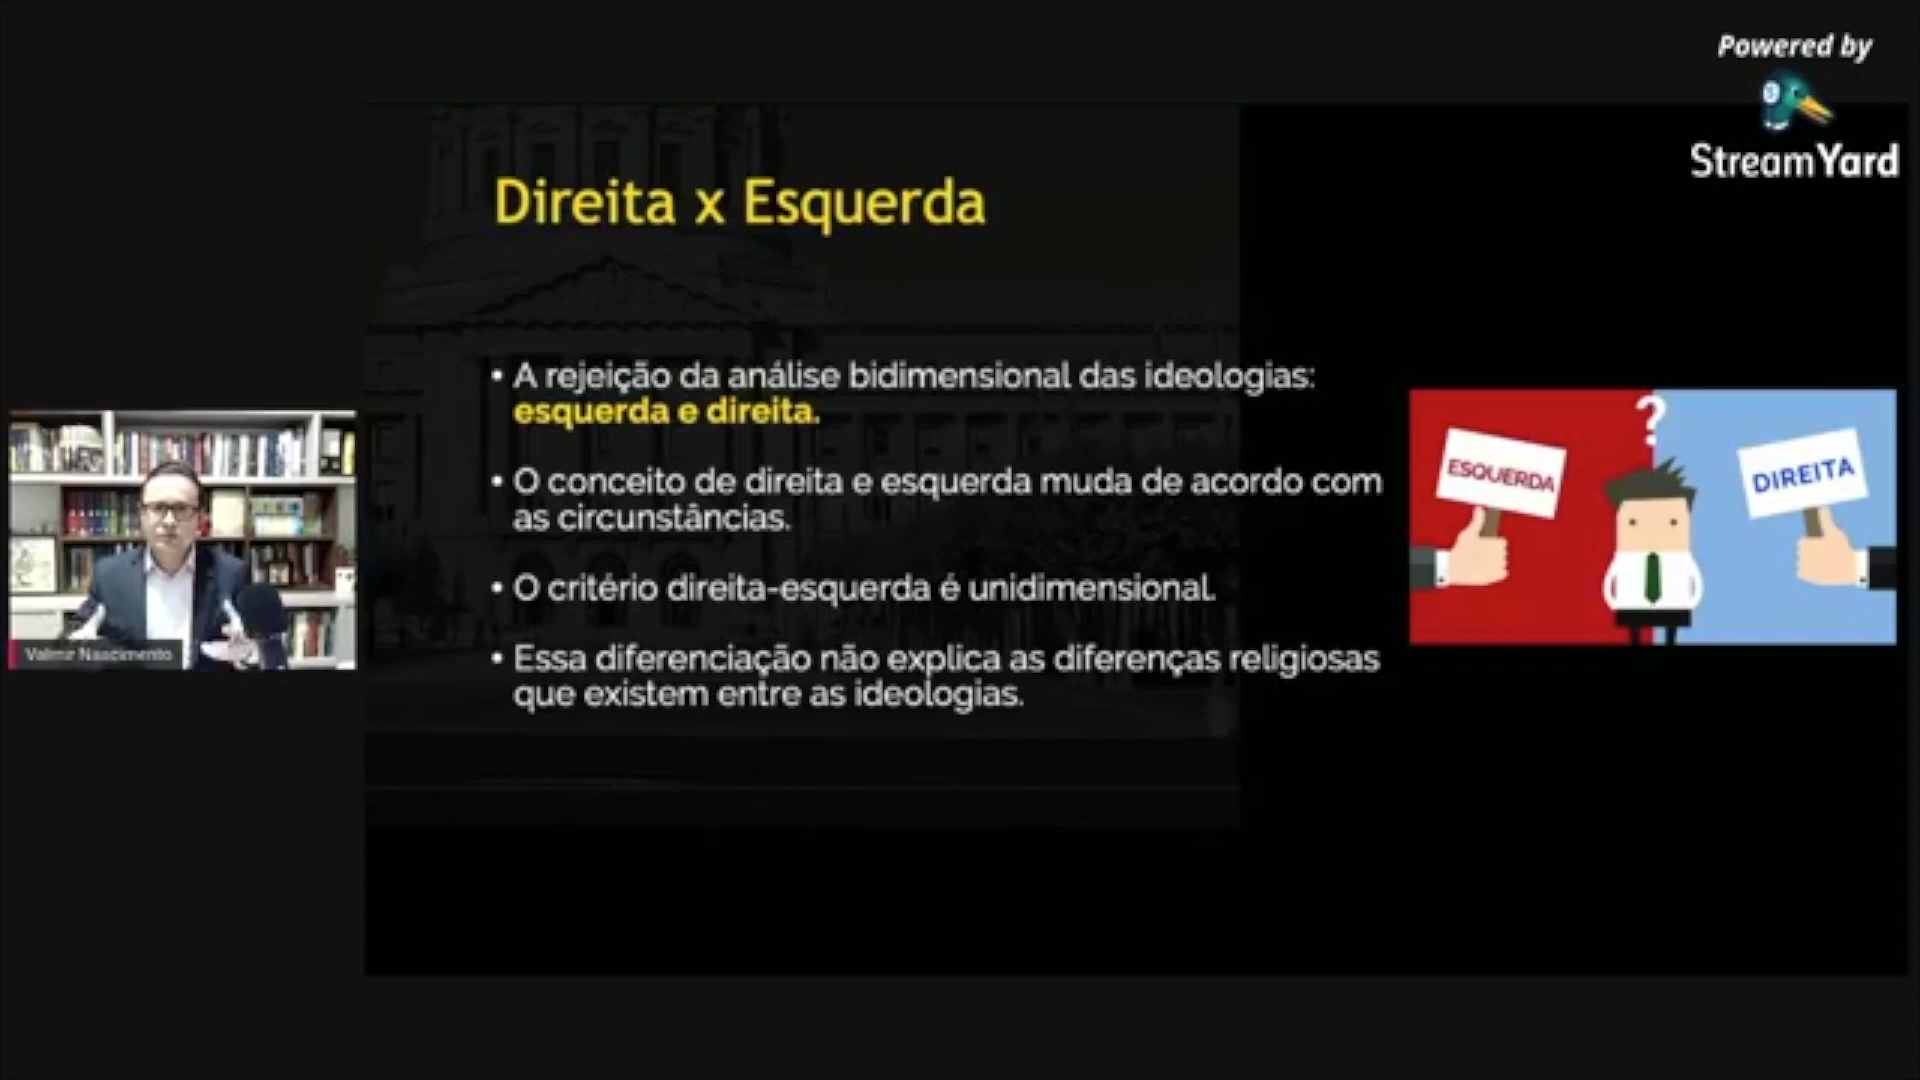 Powered by
StreamYard
Direita x Esquerda
• A rejeição da análise bidimensional das ideologias:
esquerda e direita.
• O conceito de direita e esquerda muda de acordo com
as circunstâncias.
• O critério direita-esquerda é unidimensional.
• Essa diferenciação não explica as diferenças religiosas
que existem entre as ideologias.
?
ESQUERDA
DIREITA
Valmir Nascimento